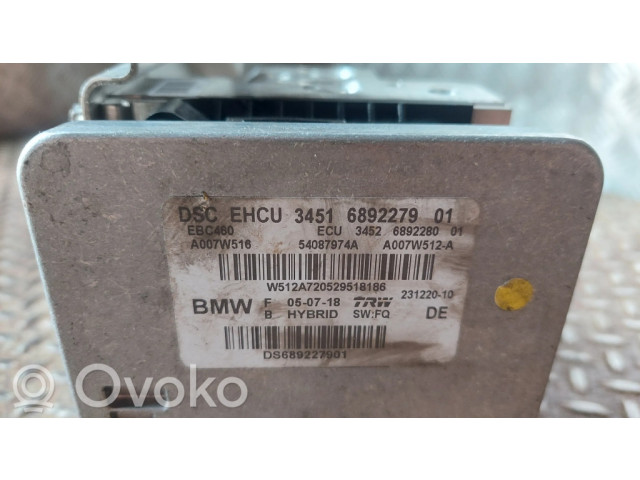 DSC EHCU 3451 6892279 01
EBC460 ECU 3452 6892280 01
A007W516 54087974A A007W512-A
W512A720529518186
BMW F 05-07-18 TRW 231220-10
B HYBRID SW:FQ DE
DS689227901
Ovoko